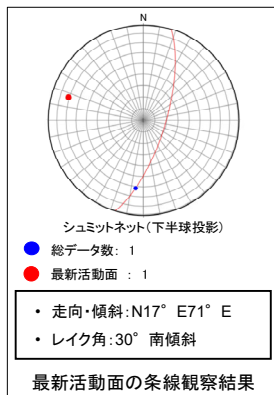 N
シュミットネット(下半球投影)
総データ数: 1
最新活動面 : 1
• 走向・傾斜:N17° E71° E
• レイク角:30° 南傾斜
最新活動面の条線観察結果